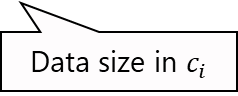 Data size in cᵢ